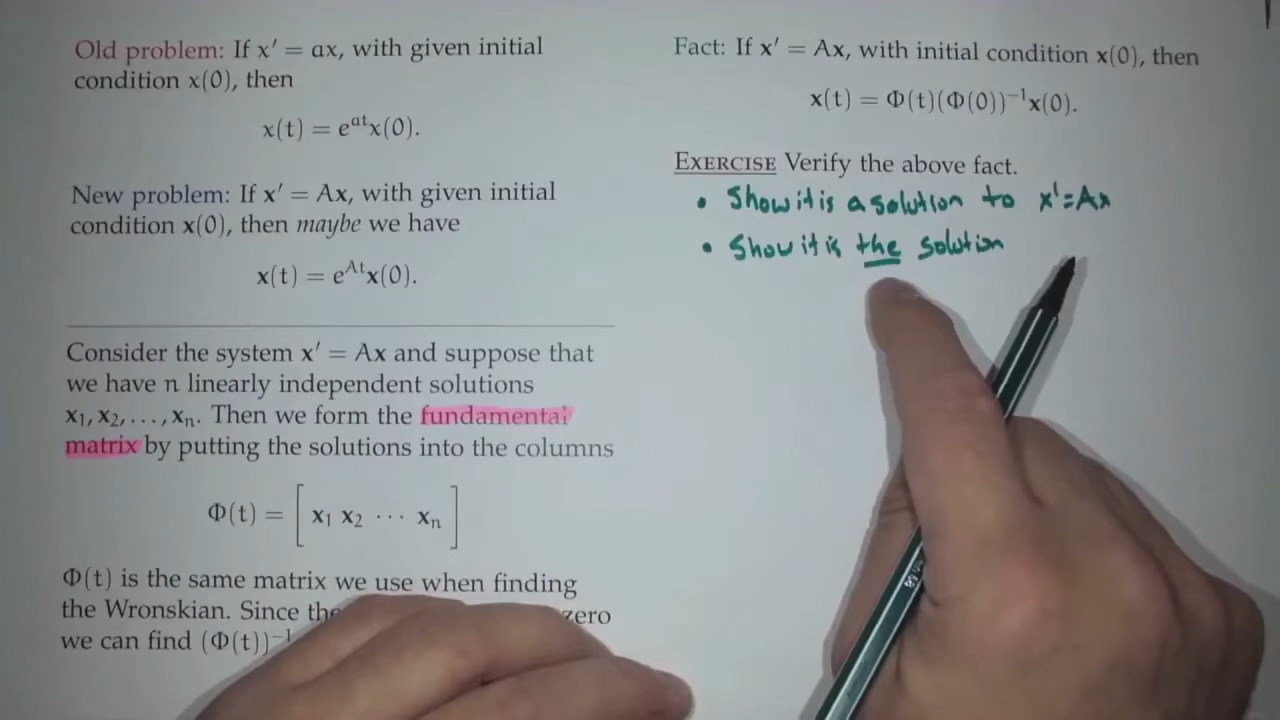 Old problem: If x′ = ax, with given initial
condition x(0), then
x(t) = eᵃᵗx(0).
New problem: If x′ = Ax, with given initial
condition x(0), then maybe we have
x(t) = eᴬᵗx(0).
Consider the system x′ = Ax and suppose that
we have n linearly independent solutions
x₁, x₂, . . . , xₙ. Then we form the fundamental
matrix by putting the solutions into the columns
Φ(t) = [ x₁ x₂ ⋯ xₙ ]
Φ(t) is the same matrix we use when finding
the Wronskian. Since zero
we can find (Φ(t))⁻¹
Fact: If x′ = Ax, with initial condition x(0), then
x(t) = Φ(t)(Φ(0))⁻¹x(0).
EXERCISE Verify the above fact.
• Show it is a solution to x'=Ax
• Show it is the solution